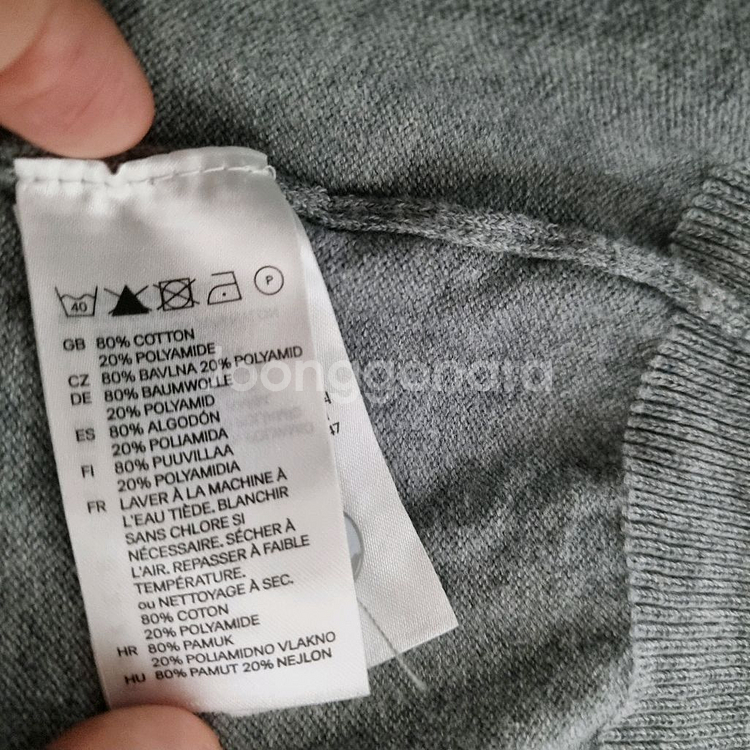 40 P
GB 80% COTTON
20% POLYAMIDE
CZ 80% BAVLNA 20% POLYAMID
DE 80% BAUMWOLLE
20% POLYAMID
ES 80% ALGODÓN
20% POLIAMIDA
FI 80% PUUVILLAA
20% POLYAMIDIA
FR LAVER À LA MACHINE À
L'EAU TIÈDE. BLANCHIR
SANS CHLORE SI
NÉCESSAIRE. SÉCHER À
L'AIR. REPASSER À FAIBLE
TEMPÉRATURE.
ou NETTOYAGE À SEC.
80% COTON
20% POLYAMIDE
HR 80% PAMUK
20% POLIAMIDNO VLAKNO
HU 80% PAMUT 20% NEJLON